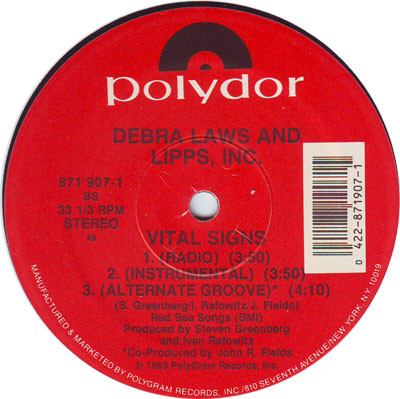 polydor
DEBRA LAWS AND
LIPPS, INC.
871 907-1
BS
33 1/3 RPM
STEREO
49
0 422-871907-1
VITAL SIGNS
1. (RADIO) (3:50)
2. (INSTRUMENTAL) (3:50)
3. (ALTERNATE GROOVE)* (4:10)
(S. Greenberg/I. Rafowitz/J. Fields)
Red Sea Songs (BMI)
Produced by Steven Greenberg
and Ivan Rafowitz
*Co-Produced by John R. Fields
© 1989 PolyGram Records, Inc.
MANUFACTURED & MARKETED BY POLYGRAM RECORDS, INC./810 SEVENTH AVENUE/NEW YORK, NY 10019